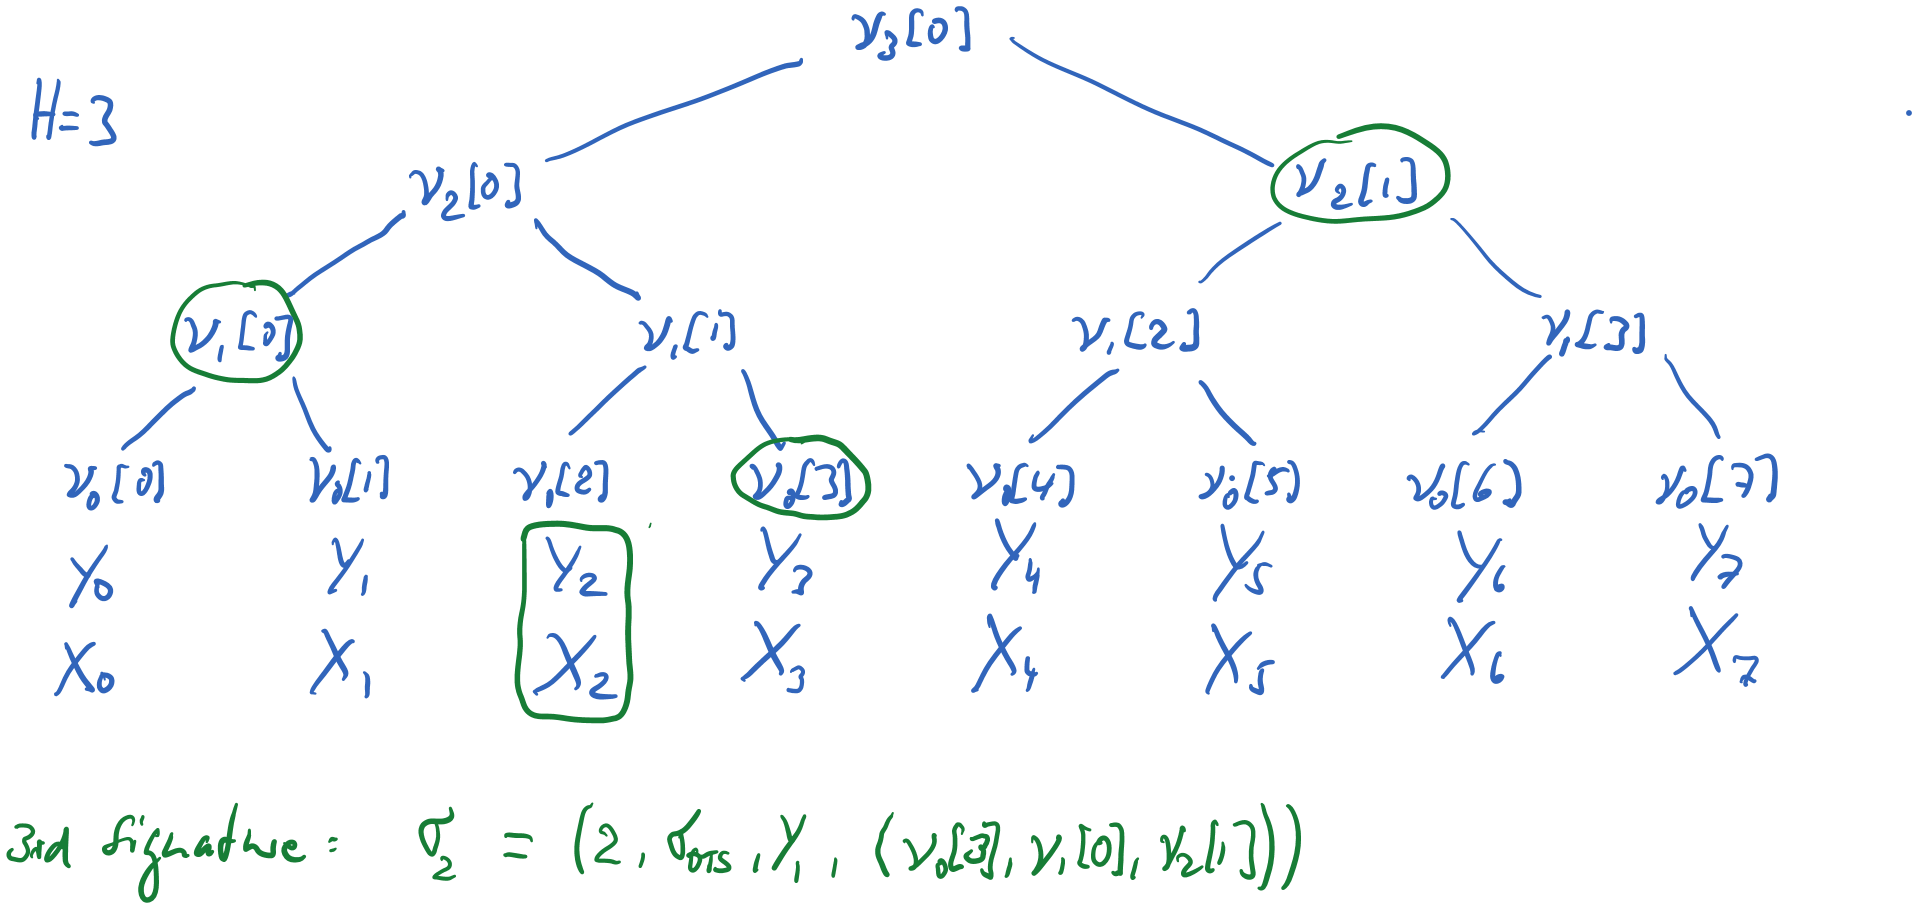 ν₃[0]
H=3
ν₂[0] ν₂[1]
ν₁[0] ν₁[1] ν₁[2] ν₁[3]
ν₀[0] ν₀[1] ν₁[2] ν₀[3] ν₀[4] ν₀[5] ν₀[6] ν₀[7]
Y₀ Y₁ Y₂ Y₃ Y₄ Y₅ Y₆ Y₇
X₀ X₁ X₂ X₃ X₄ X₅ X₆ X₇
3rd Signature: σ₂ = (2, σ_OTS, Y₁, (ν₀[3], ν₁[0], ν₂[1]))